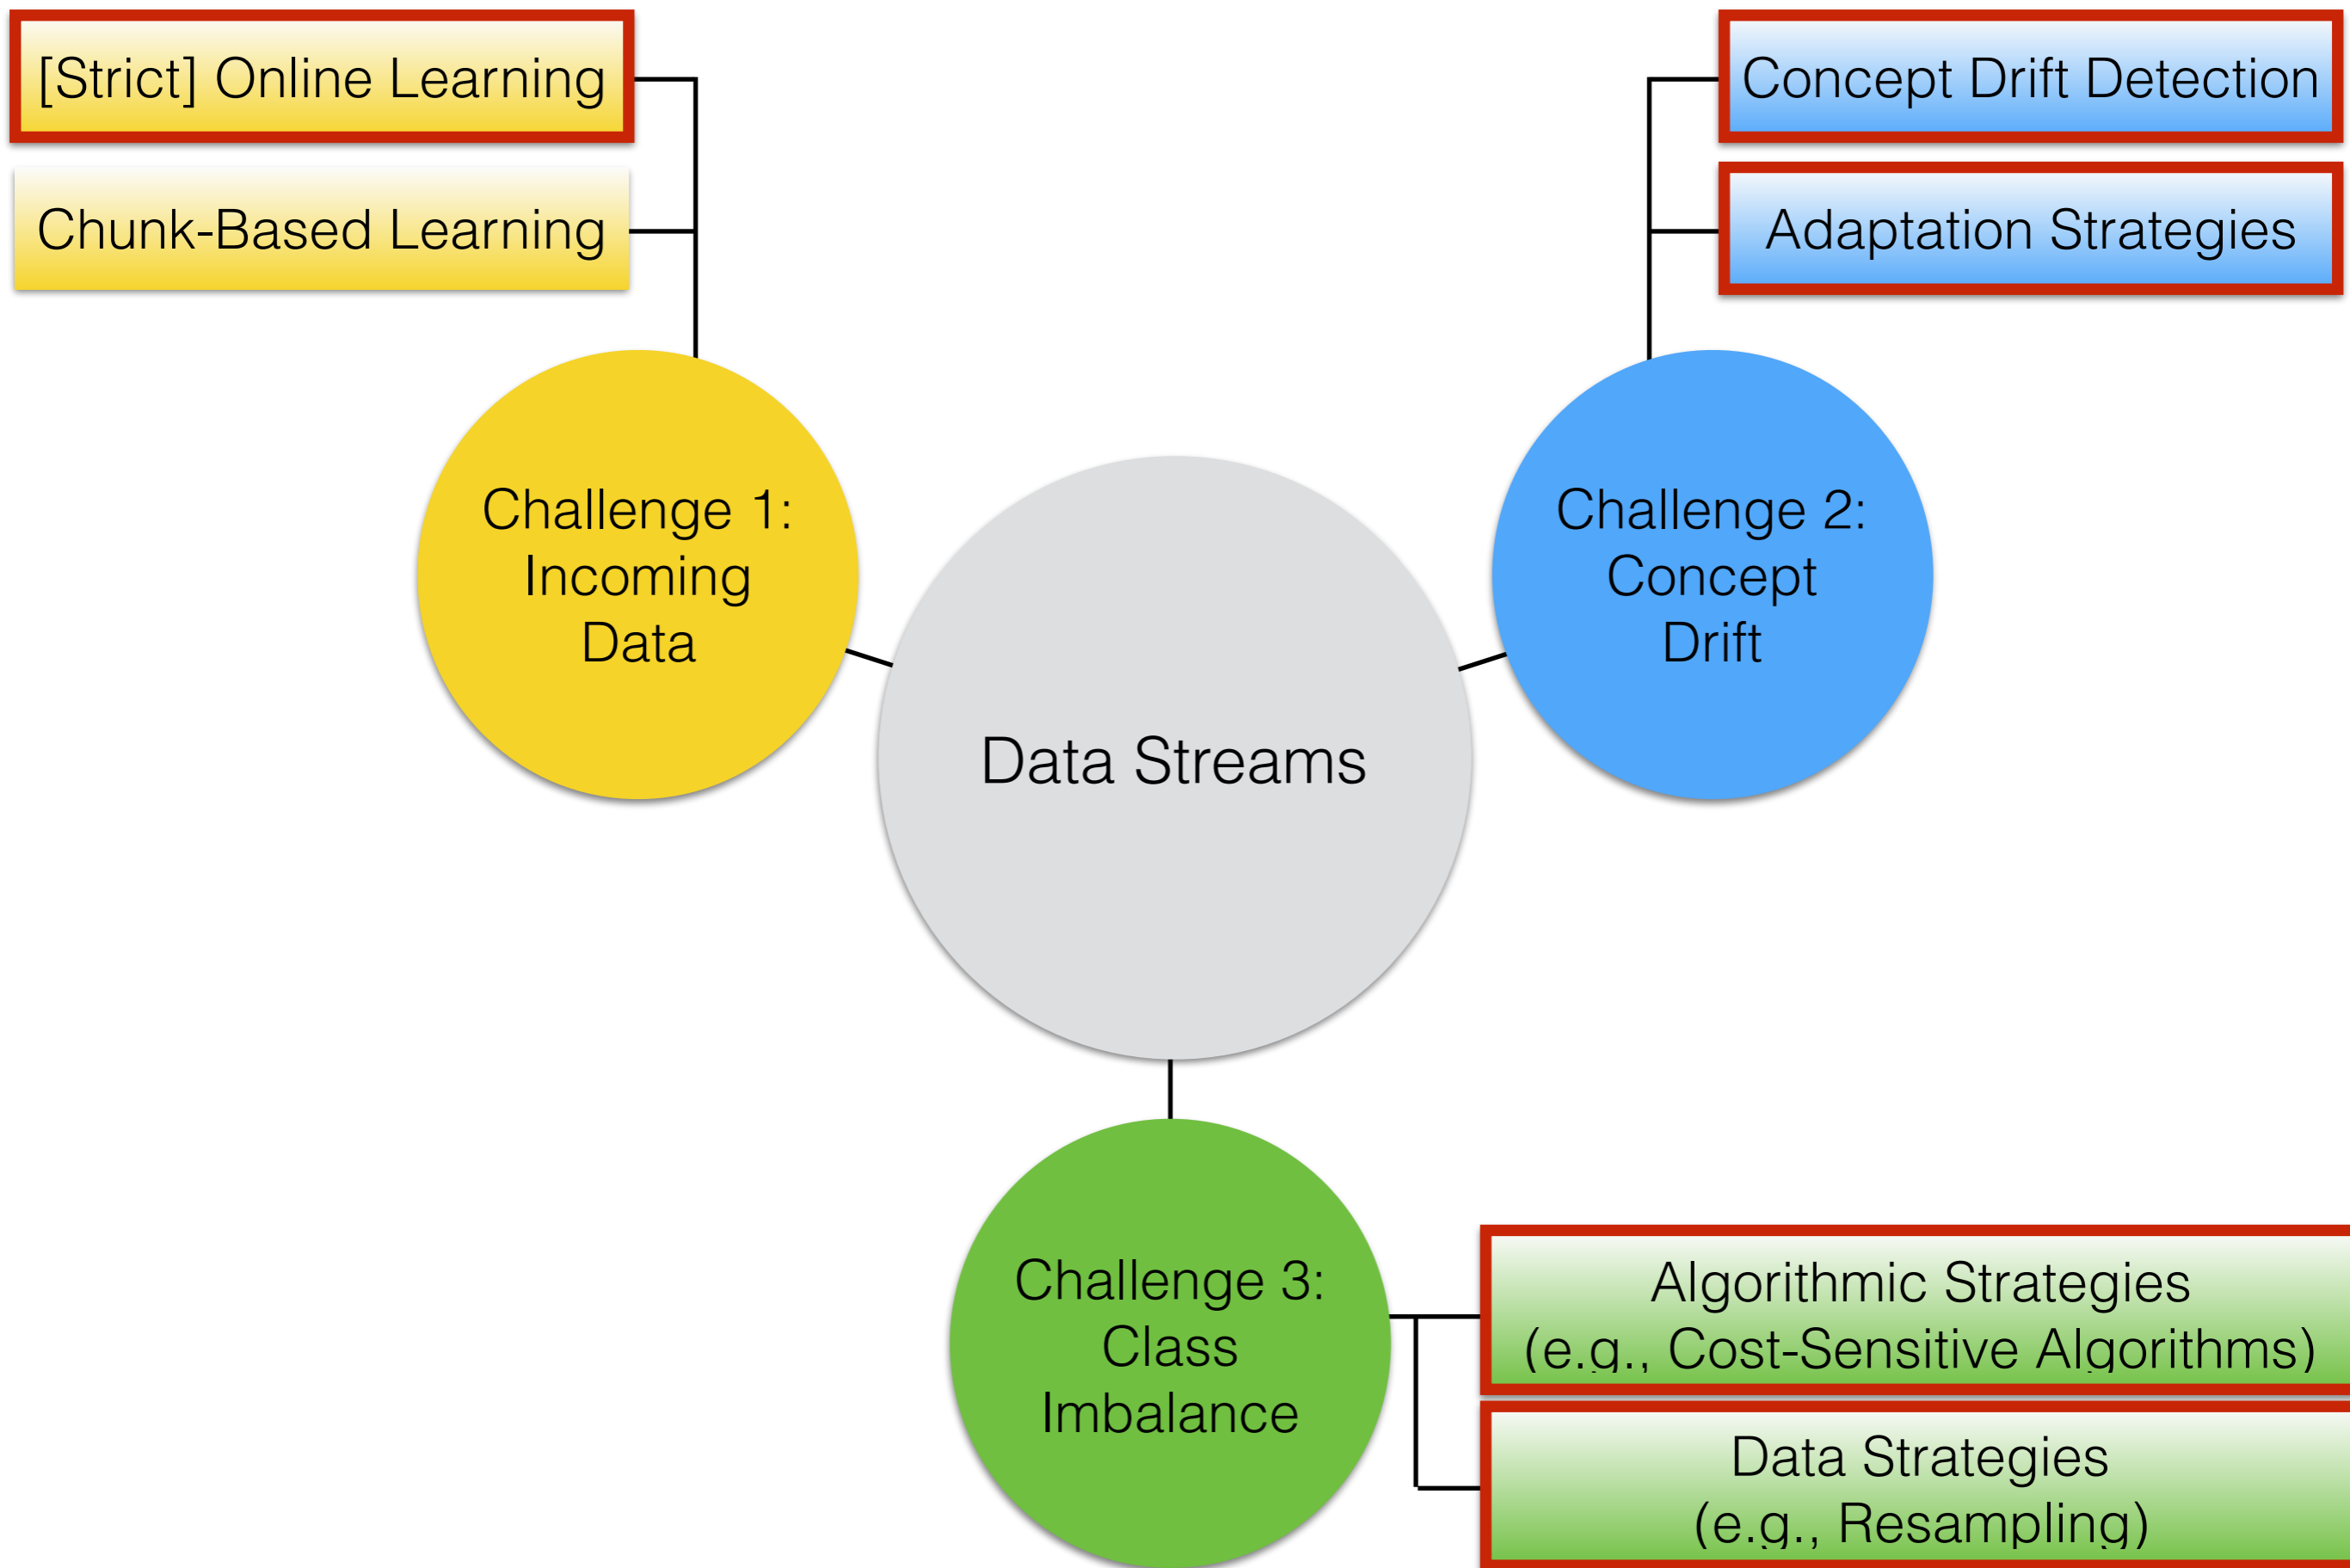 [Strict] Online Learning
Chunk-Based Learning
Concept Drift Detection
Adaptation Strategies
Challenge 1:
Incoming
Data
Challenge 2:
Concept
Drift
Data Streams
Challenge 3:
Class
Imbalance
Algorithmic Strategies
(e.g., Cost-Sensitive Algorithms)
Data Strategies
(e.g., Resampling)